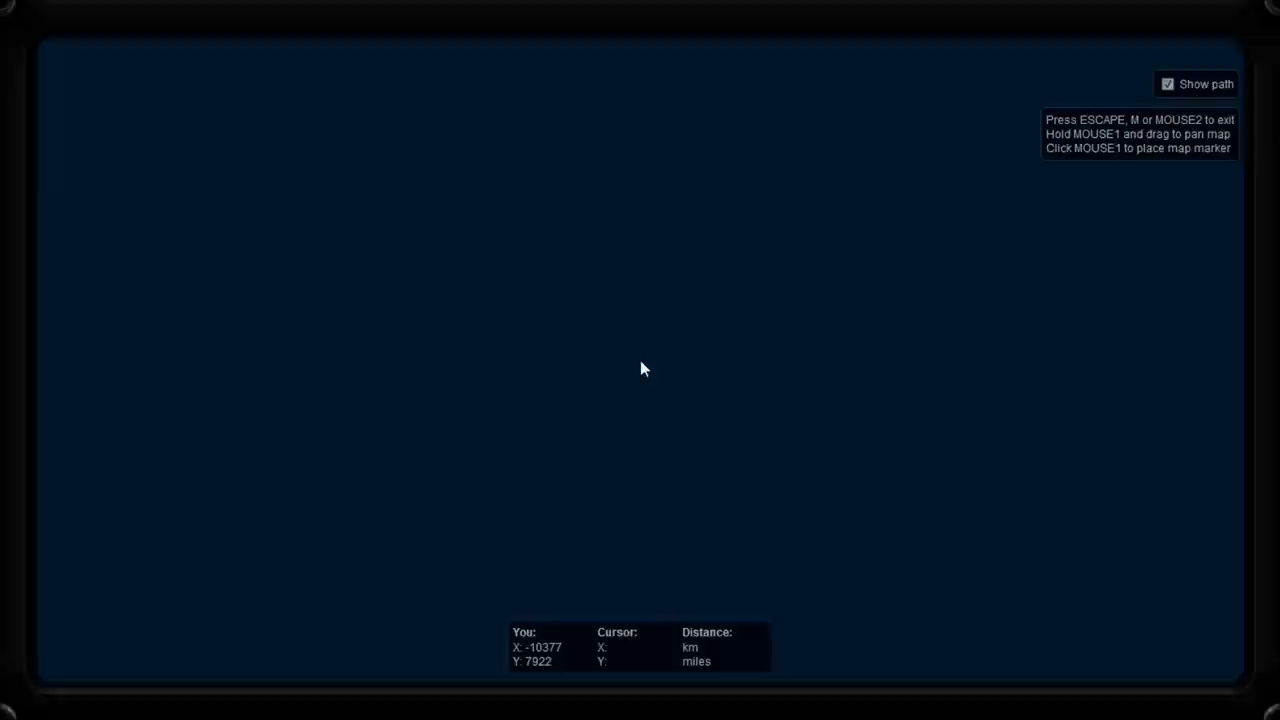 Show path
Press ESCAPE, M or MOUSE2 to exit
Hold MOUSE1 and drag to pan map
Click MOUSE1 to place map marker
You: Cursor: Distance:
X: -10377 X: km
Y: 7922 Y: miles